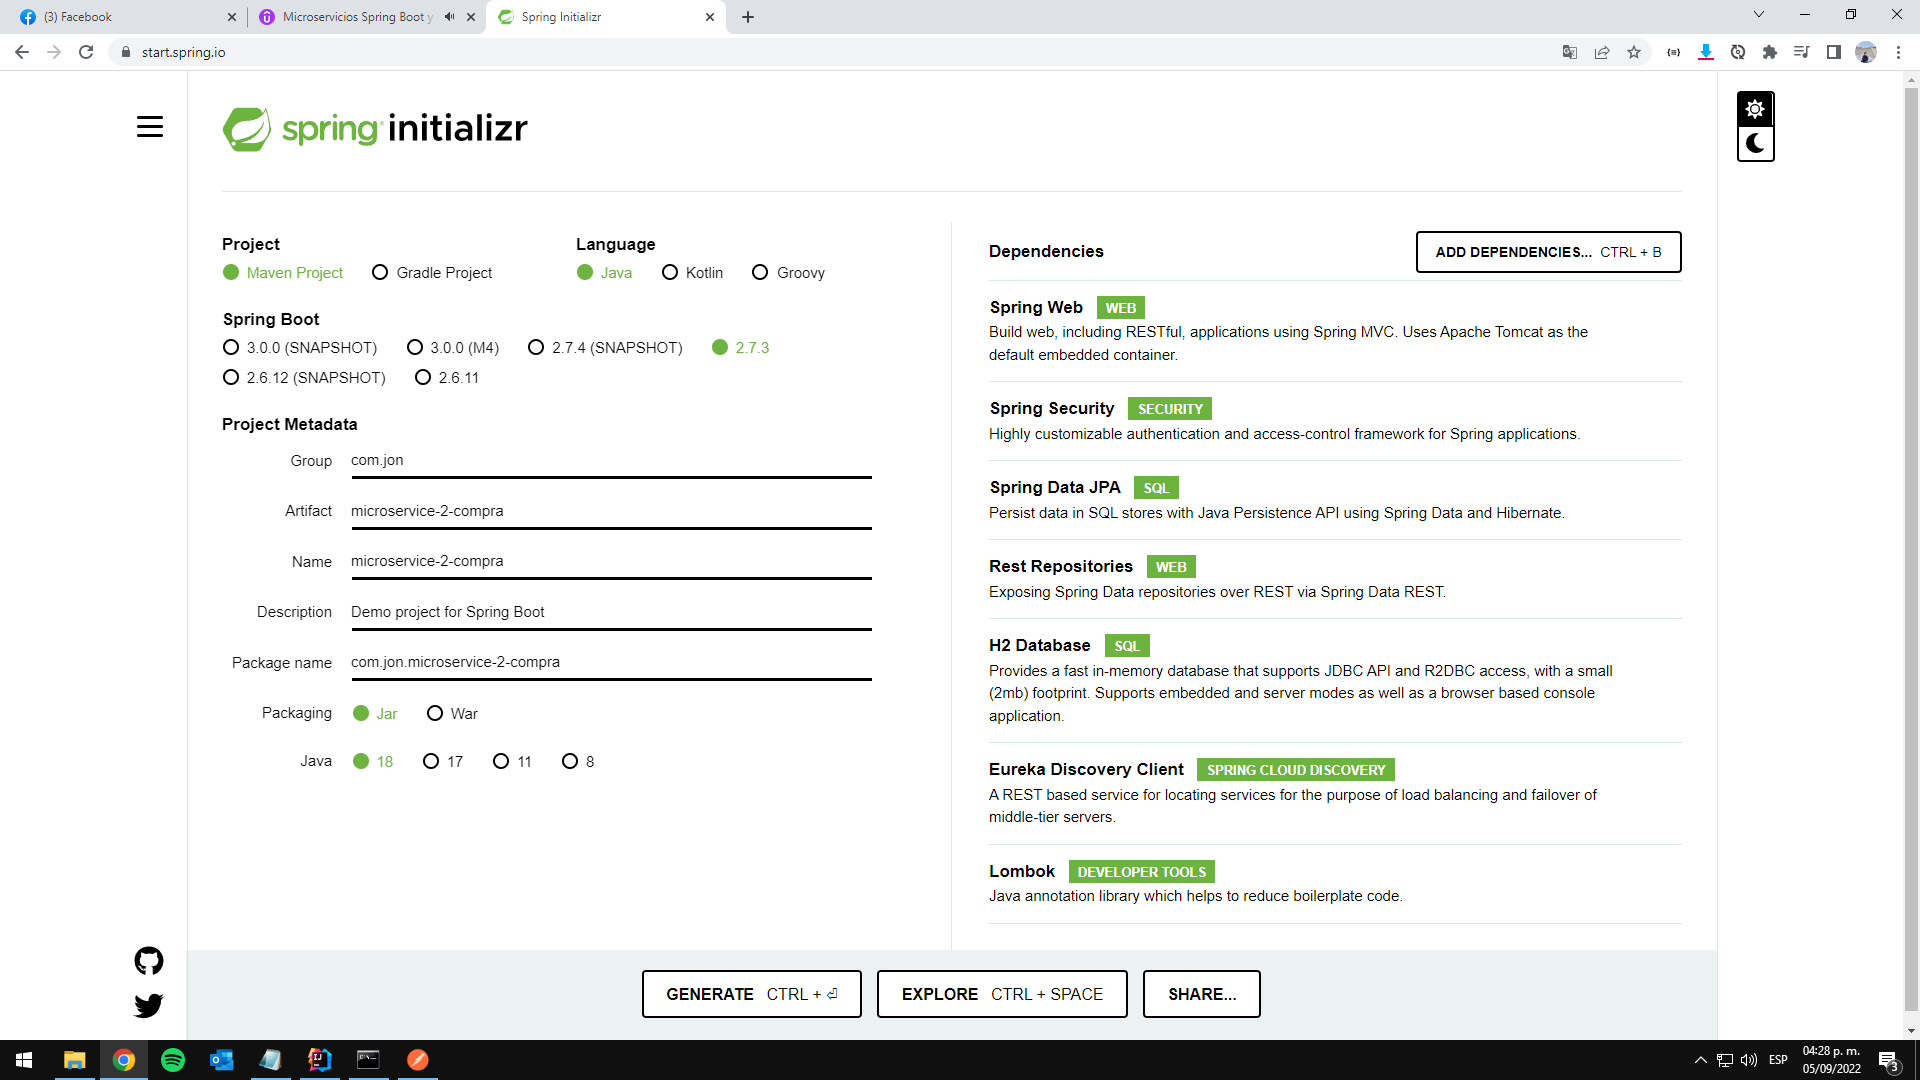 (3) Facebook
Microservicios Spring Boot y
Spring Initializr
start.spring.io
spring initializr
Project
Maven Project
Gradle Project
Language
Java
Kotlin
Groovy
Spring Boot
3.0.0 (SNAPSHOT)
3.0.0 (M4)
2.7.4 (SNAPSHOT)
2.7.3
2.6.12 (SNAPSHOT)
2.6.11
Project Metadata
Group
com.jon
Artifact
microservice-2-compra
Name
microservice-2-compra
Description
Demo project for Spring Boot
Package name
com.jon.microservice-2-compra
Packaging
Jar
War
Java
18
17
11
8
Dependencies
ADD DEPENDENCIES... CTRL + B
Spring Web WEB
Build web, including RESTful, applications using Spring MVC. Uses Apache Tomcat as the
default embedded container.
Spring Security SECURITY
Highly customizable authentication and access-control framework for Spring applications.
Spring Data JPA SQL
Persist data in SQL stores with Java Persistence API using Spring Data and Hibernate.
Rest Repositories WEB
Exposing Spring Data repositories over REST via Spring Data REST.
H2 Database SQL
Provides a fast in-memory database that supports JDBC API and R2DBC access, with a small
(2mb) footprint. Supports embedded and server modes as well as a browser based console
application.
Eureka Discovery Client SPRING CLOUD DISCOVERY
A REST based service for locating services for the purpose of load balancing and failover of
middle-tier servers.
Lombok DEVELOPER TOOLS
Java annotation library which helps to reduce boilerplate code.
GENERATE CTRL + ⏎
EXPLORE CTRL + SPACE
SHARE...
ESP
04:28 p. m.
05/09/2022
3